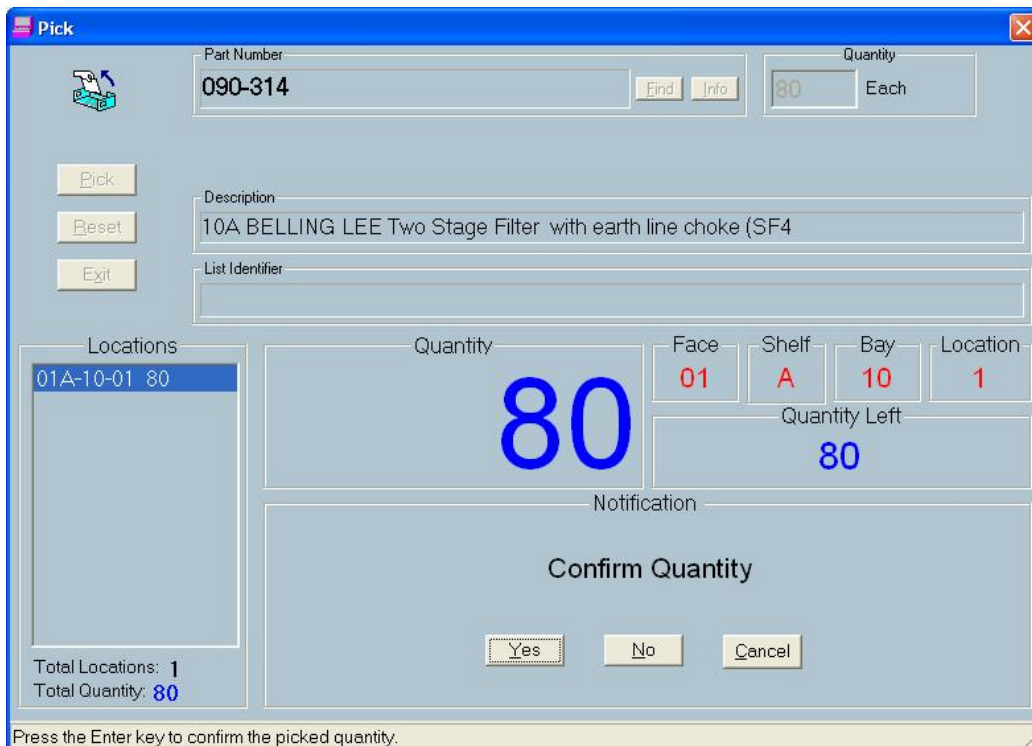 Pick
Part Number
090-314
Find
Info
Quantity
80
Each
Pick
Reset
Exit
Description
10A BELLING LEE Two Stage Filter  with earth line choke (SF4
List Identifier
Locations
01A-10-01  80
Total Locations: 1
Total Quantity: 80
Quantity
80
Face
01
Shelf
A
Bay
10
Location
1
Quantity Left
80
Notification
Confirm Quantity
Yes
No
Cancel
Press the Enter key to confirm the picked quantity.